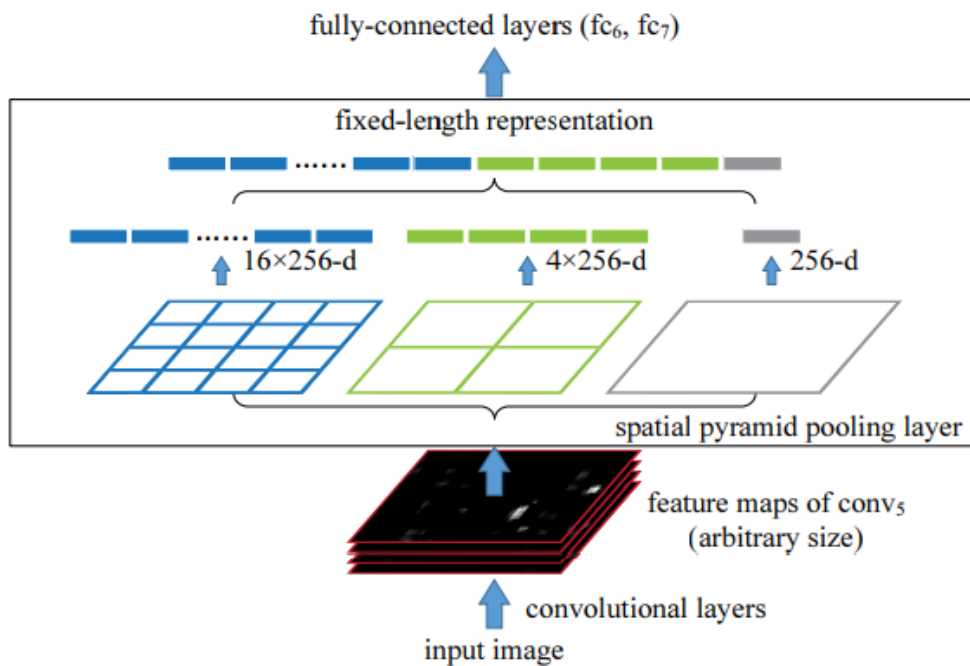 fully-connected layers (fc₆, fc₇)
fixed-length representation
......
......
16×256-d
4×256-d
256-d
spatial pyramid pooling layer
feature maps of conv₅
(arbitrary size)
convolutional layers
input image